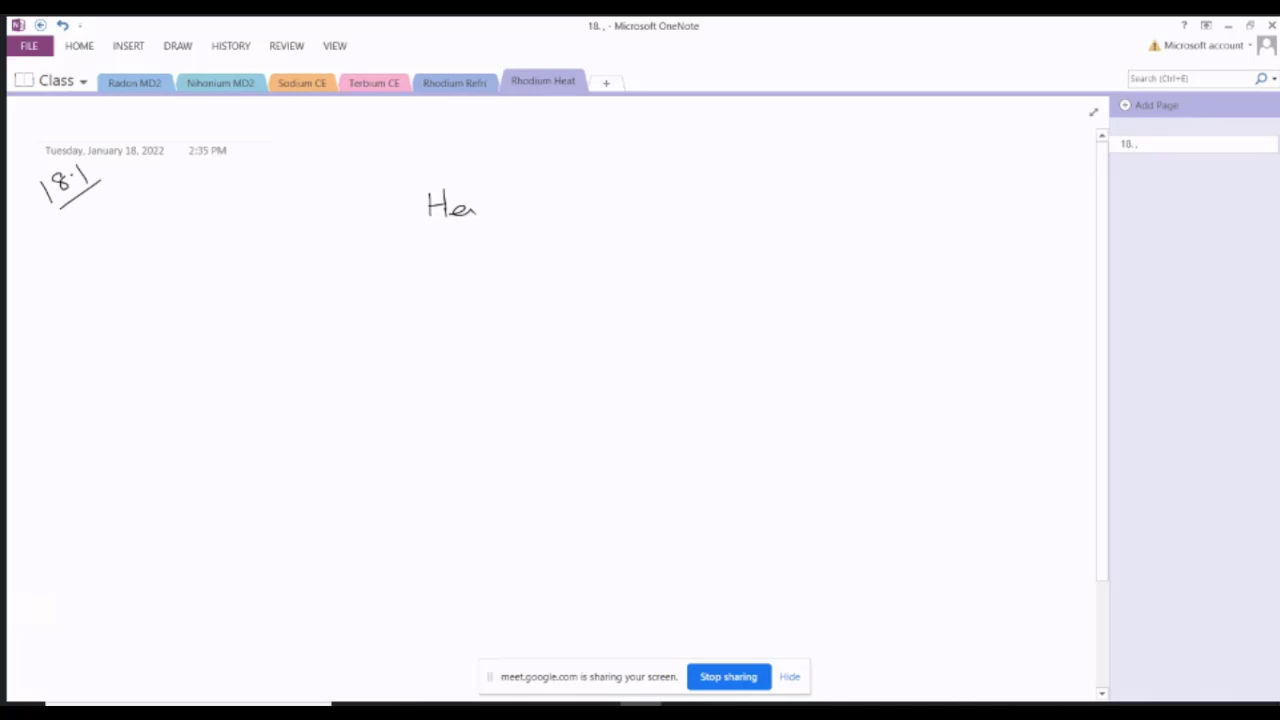 18. , - Microsoft OneNote
?
FILE HOME INSERT DRAW HISTORY REVIEW VIEW
Microsoft account
Class Radon MD2 Nihonium MD2 Sodium CE Terbium CE Rhodium Refri Rhodium Heat +
Search (Ctrl+E)
Add Page
18. ,
Tuesday, January 18, 2022 2:35 PM
18.1
Hea
meet.google.com is sharing your screen. Stop sharing Hide